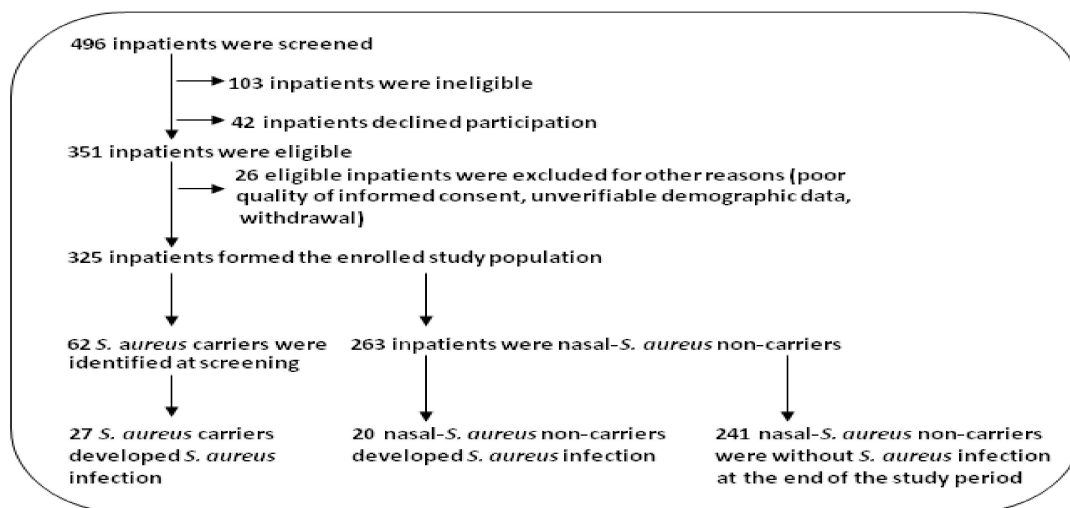 496 inpatients were screened
103 inpatients were ineligible
42 inpatients declined participation
351 inpatients were eligible
26 eligible inpatients were excluded for other reasons (poor
quality of informed consent, unverifiable demographic data,
withdrawal)
325 inpatients formed the enrolled study population
62 S. aureus carriers were
identified at screening
263 inpatients were nasal-S. aureus non-carriers
27 S. aureus carriers
developed S. aureus
infection
20 nasal-S. aureus non-carriers
developed S. aureus infection
241 nasal-S. aureus non-carriers
were without S. aureus infection
at the end of the study period